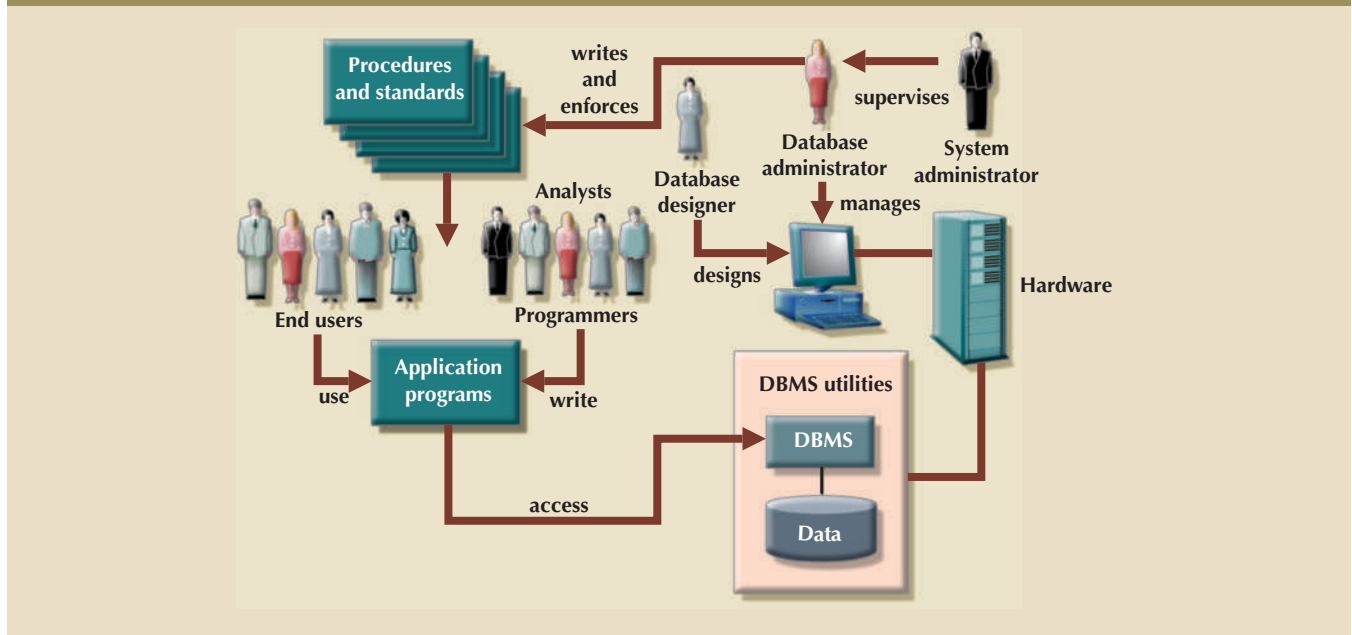 Procedures
and standards
writes
and
enforces
supervises
Database
administrator
System
administrator
Analysts
Database
designer
manages
designs
Hardware
End users
Programmers
Application
programs
use
write
DBMS utilities
DBMS
access
Data